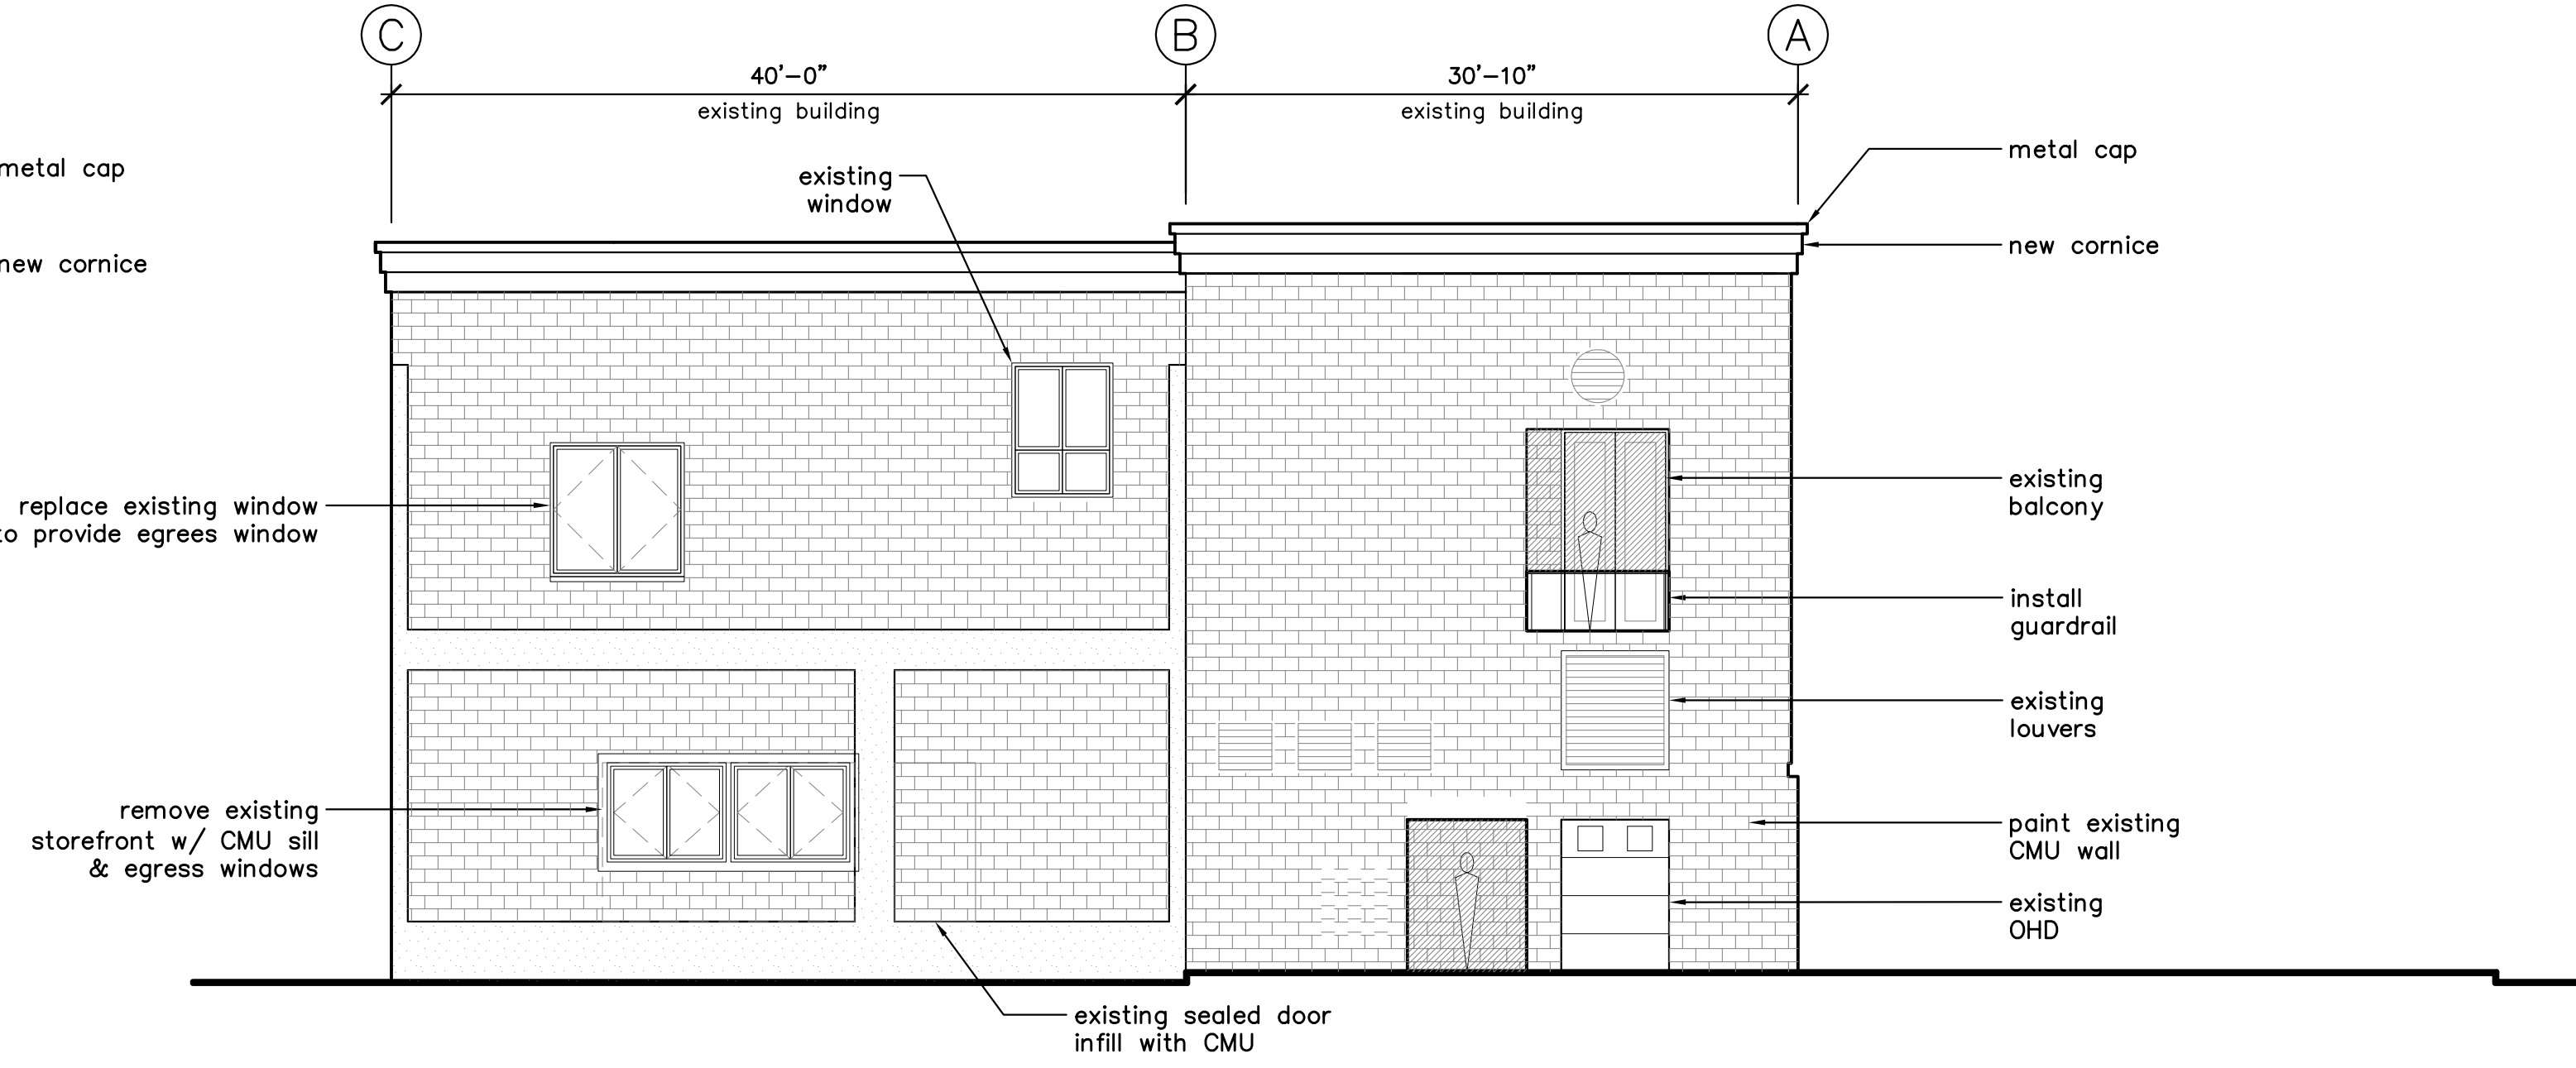 C
B
A
40'-0"
existing building
30'-10"
existing building
metal cap
new cornice
existing
window
metal cap
new cornice
replace existing window
to provide egrees window
remove existing
storefront w/ CMU sill
& egress windows
existing
balcony
install
guardrail
existing
louvers
paint existing
CMU wall
existing
OHD
existing sealed door
infill with CMU